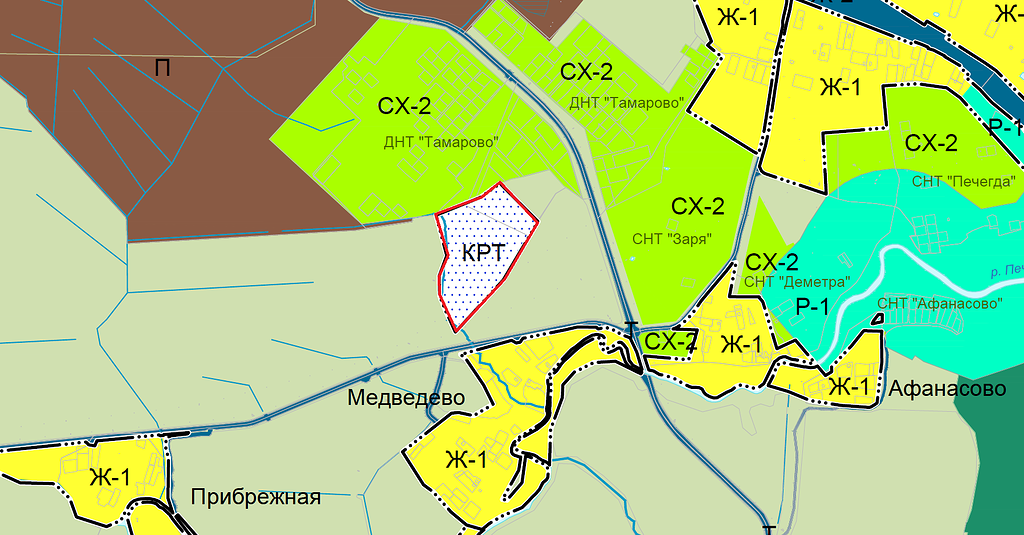 Ж-1
Ж-
П
СХ-2
Ж-1
СХ-2
ДНТ "Тамарово"
Р-1
ДНТ "Тамарово"
СХ-2
СНТ "Печегда"
СХ-2
СНТ "Заря"
КРТ
СХ-2
р. Печ
СНТ "Деметра"
Р-1
СНТ "Афанасово"
Т
СХ-2
Ж-1
Ж-1
Афанасово
Медведево
Ж-1
Ж-1
Прибрежная
Т